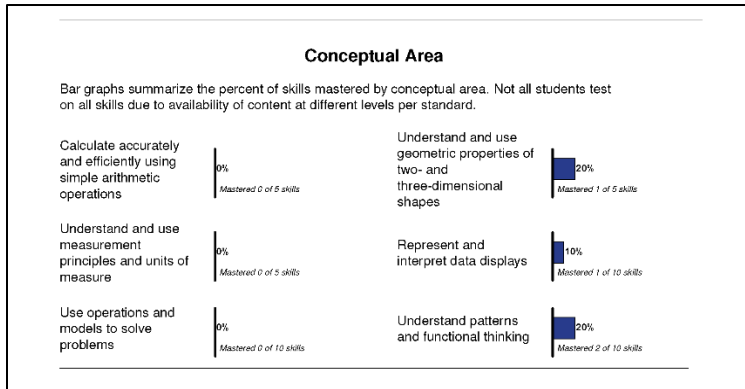 Conceptual Area
Bar graphs summarize the percent of skills mastered by conceptual area. Not all students test
on all skills due to availability of content at different levels per standard.
Calculate accurately
and efficiently using
simple arithmetic
operations
0%
Mastered 0 of 5 skills
Understand and use
geometric properties of
two- and
three-dimensional
shapes
20%
Mastered 1 of 5 skills
Understand and use
measurement
principles and units of
measure
0%
Mastered 0 of 5 skills
Represent and
interpret data displays
10%
Mastered 1 of 10 skills
Use operations and
models to solve
problems
0%
Mastered 0 of 10 skills
Understand patterns
and functional thinking
20%
Mastered 2 of 10 skills